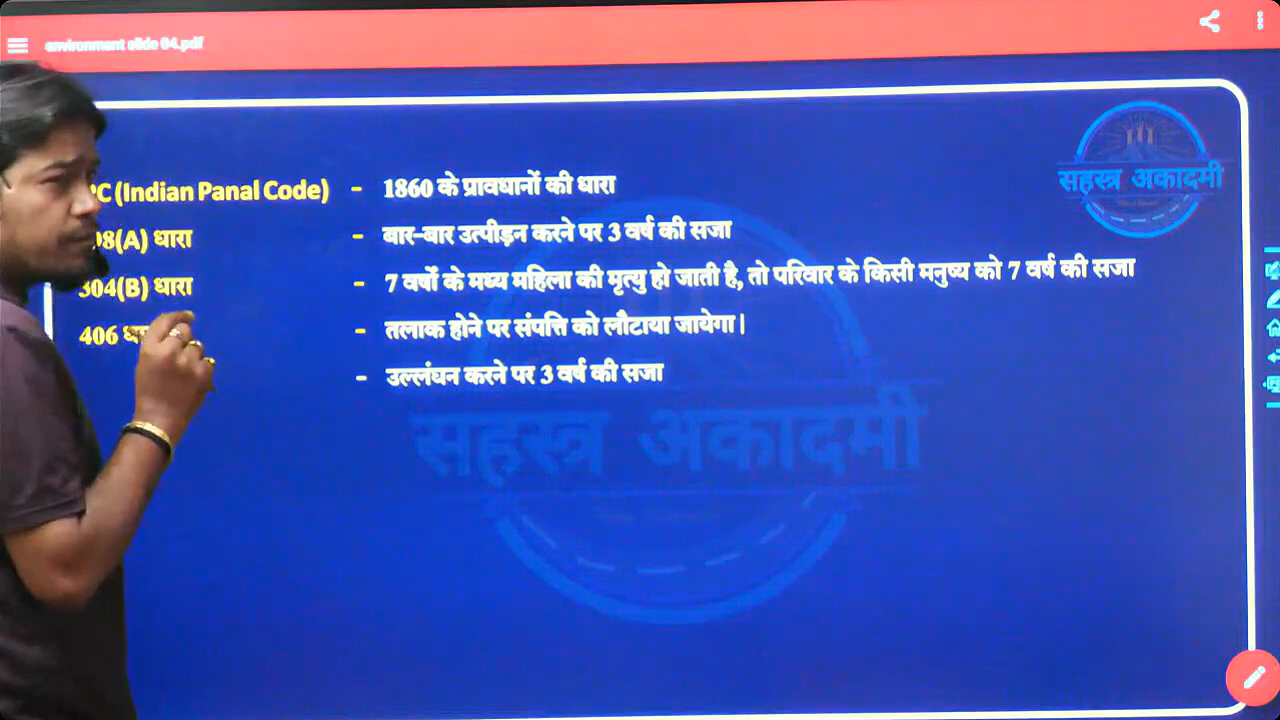 environment slide 04.pdf
सहस्त्र अकादमी
PC (Indian Panal Code) - 1860 के प्रावधानों की धारा
98(A) धारा - बार-बार उत्पीड़न करने पर 3 वर्ष की सजा
304(B) धारा - 7 वर्षो के मध्य महिला की मृत्यु हो जाती है, तो परिवार के किसी मनुष्य को 7 वर्ष की सजा
406 - तलाक होने पर संपत्ति को लौटाया जायेगा।
- उल्लंघन करने पर 3 वर्ष की सजा
सहस्त्र अकादमी